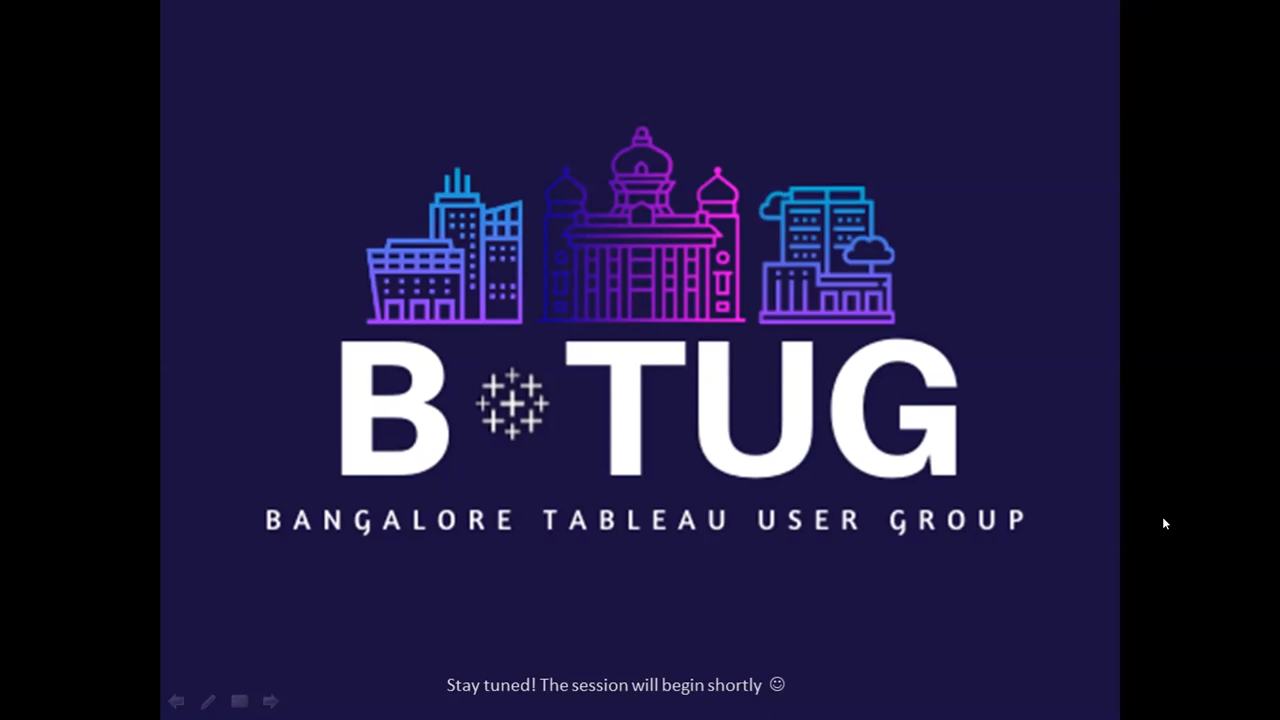 B TUG
BANGALORE TABLEAU USER GROUP
Stay tuned! The session will begin shortly ☺